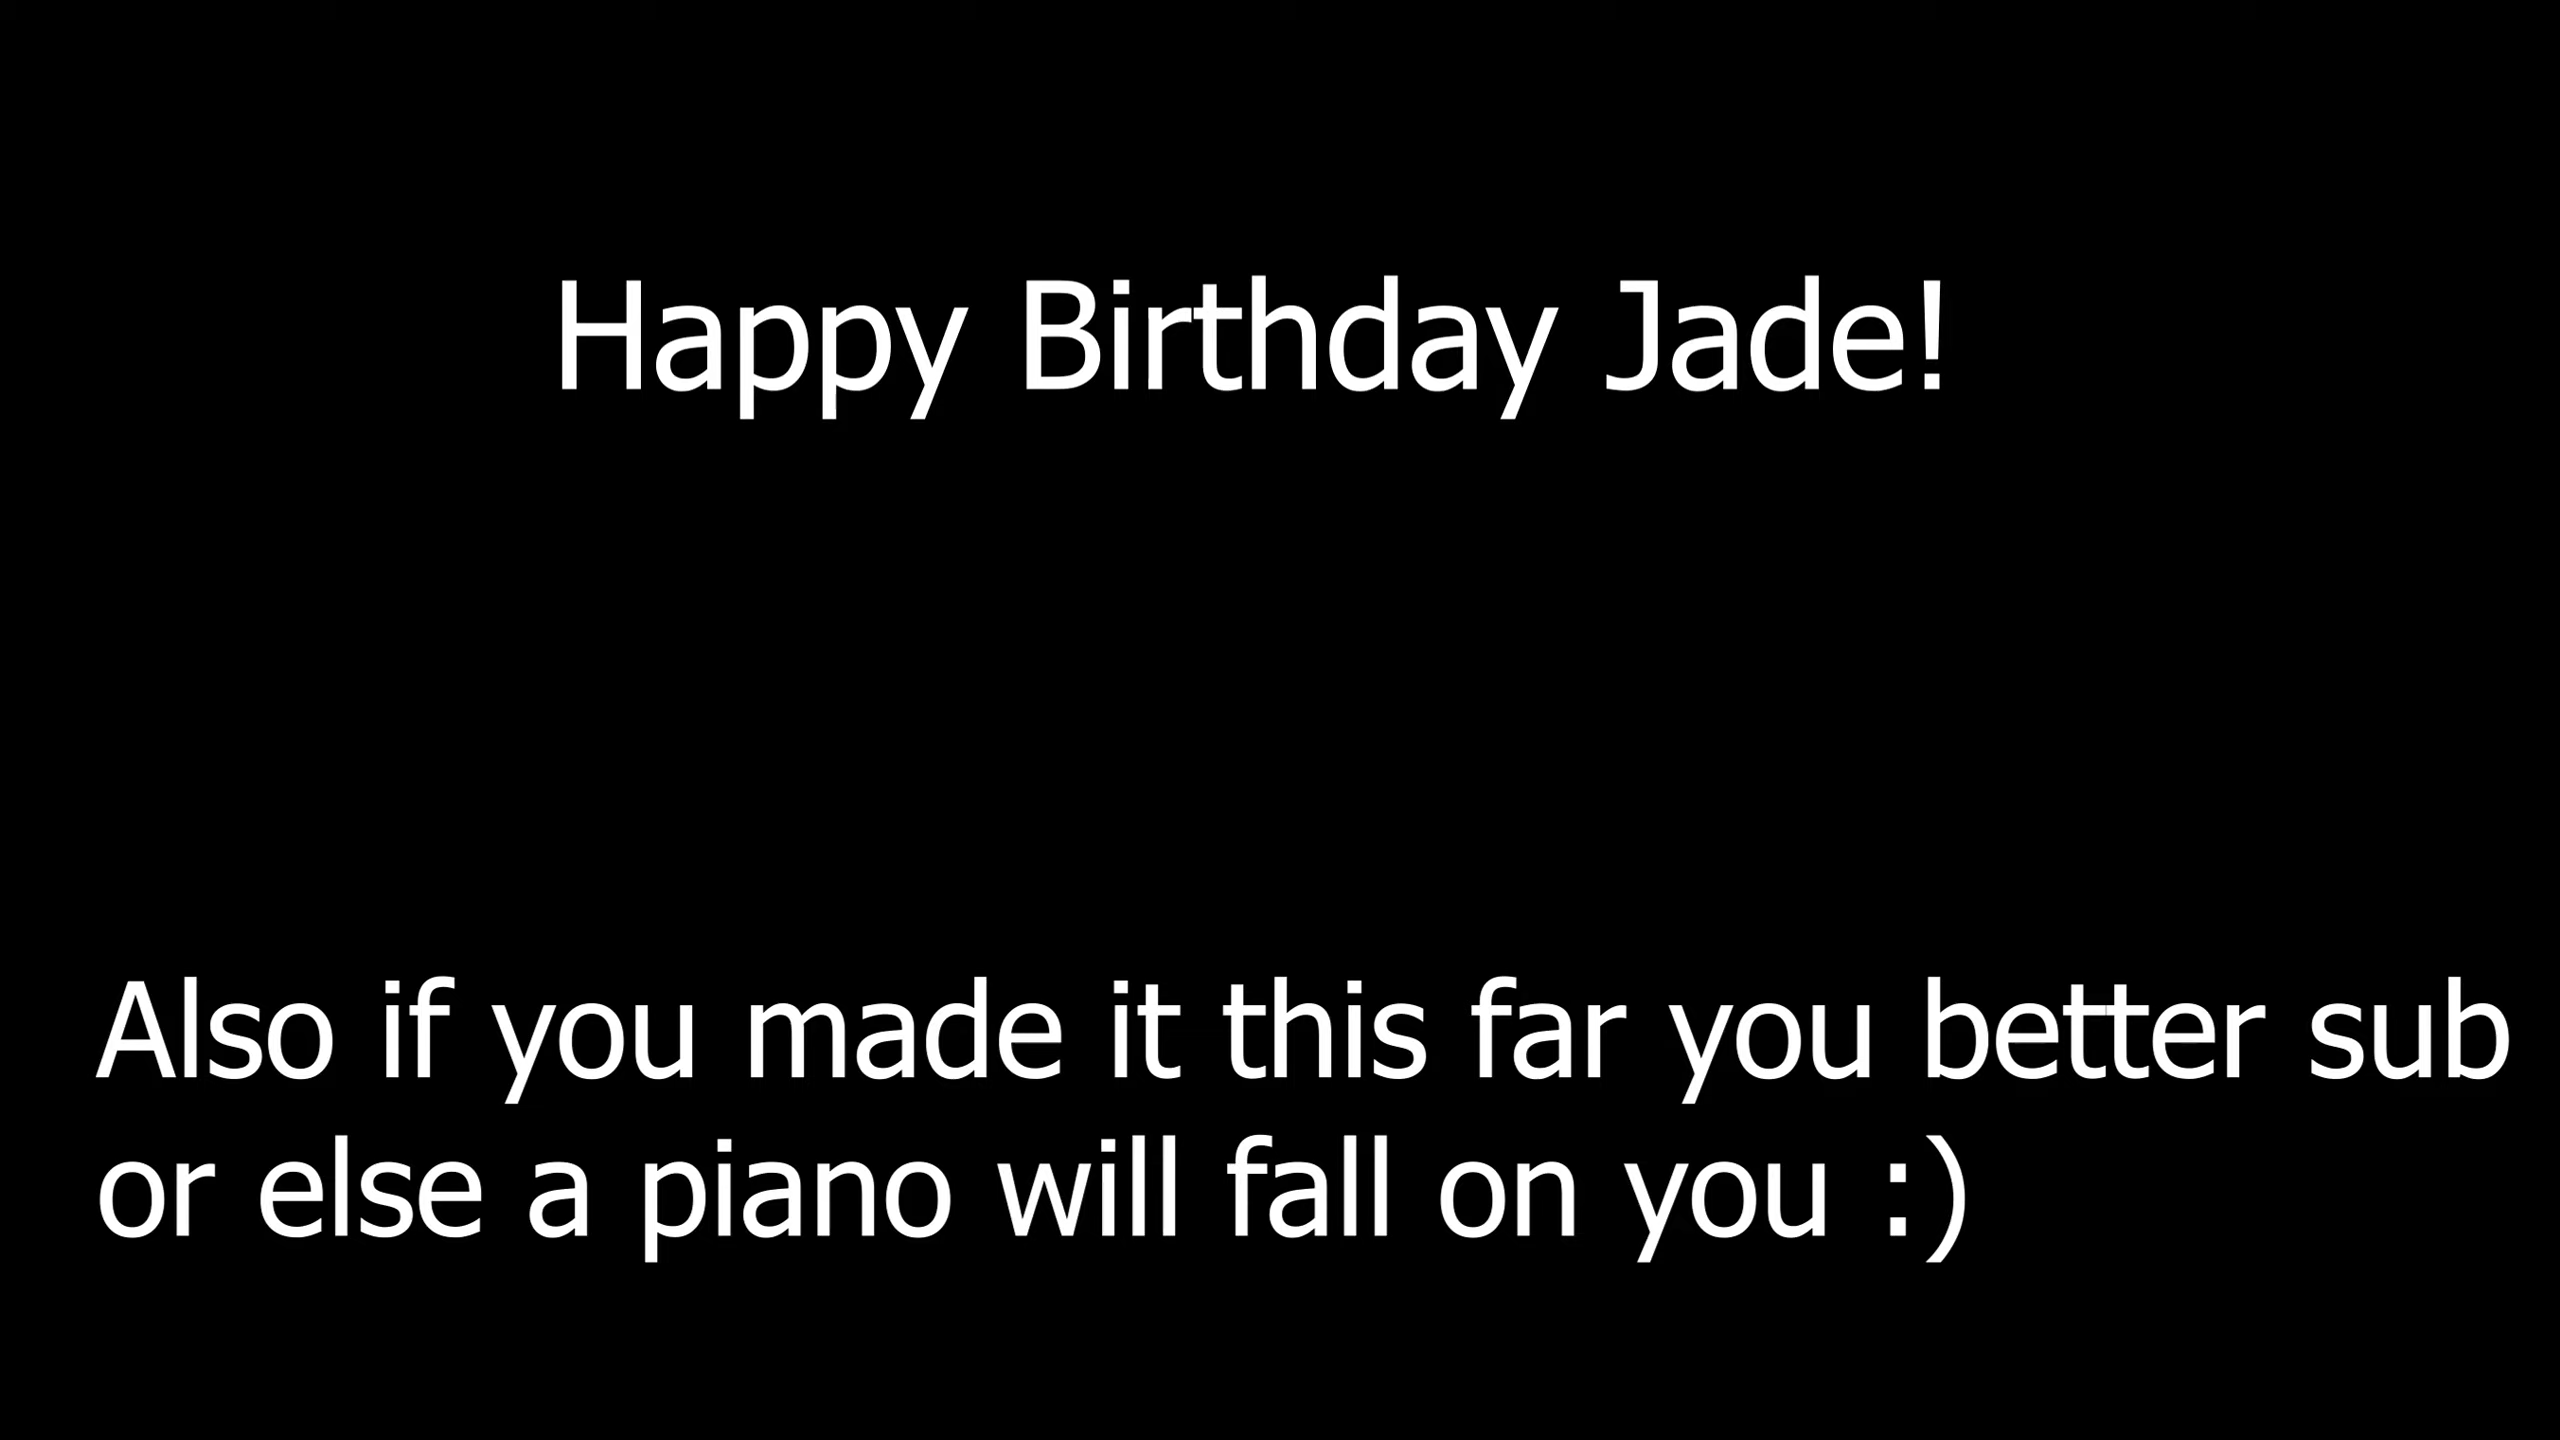 Happy Birthday Jade!
Also if you made it this far you better sub
or else a piano will fall on you :)